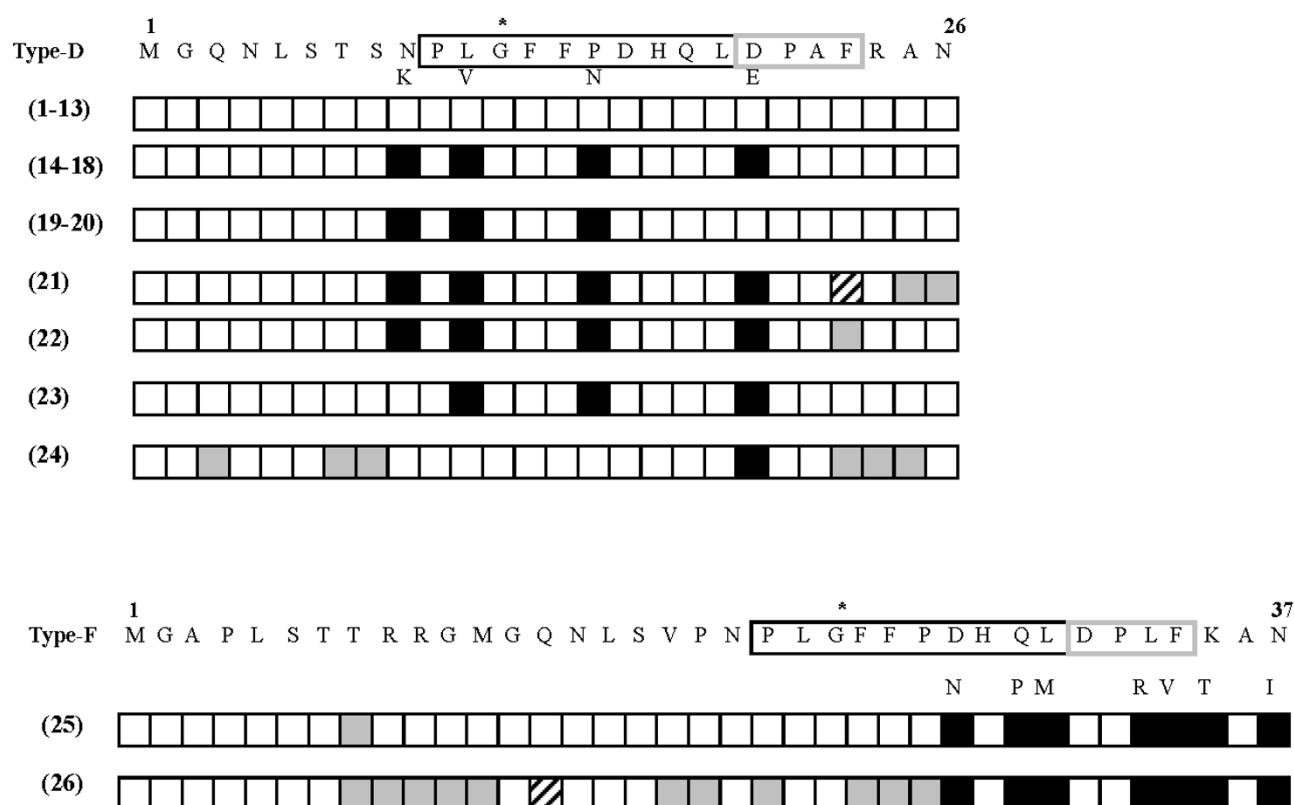 1 * 26
Type-D M G Q N L S T S N P L G F F P D H Q L D P A F R A N
K V N E
(1-13)
(14-18)
(19-20)
(21)
(22)
(23)
(24)
1 * 37
Type-F M G A P L S T T R R G M G Q N L S V P N P L G F F P D H Q L D P L F K A N
N P M R V T I
(25)
(26)